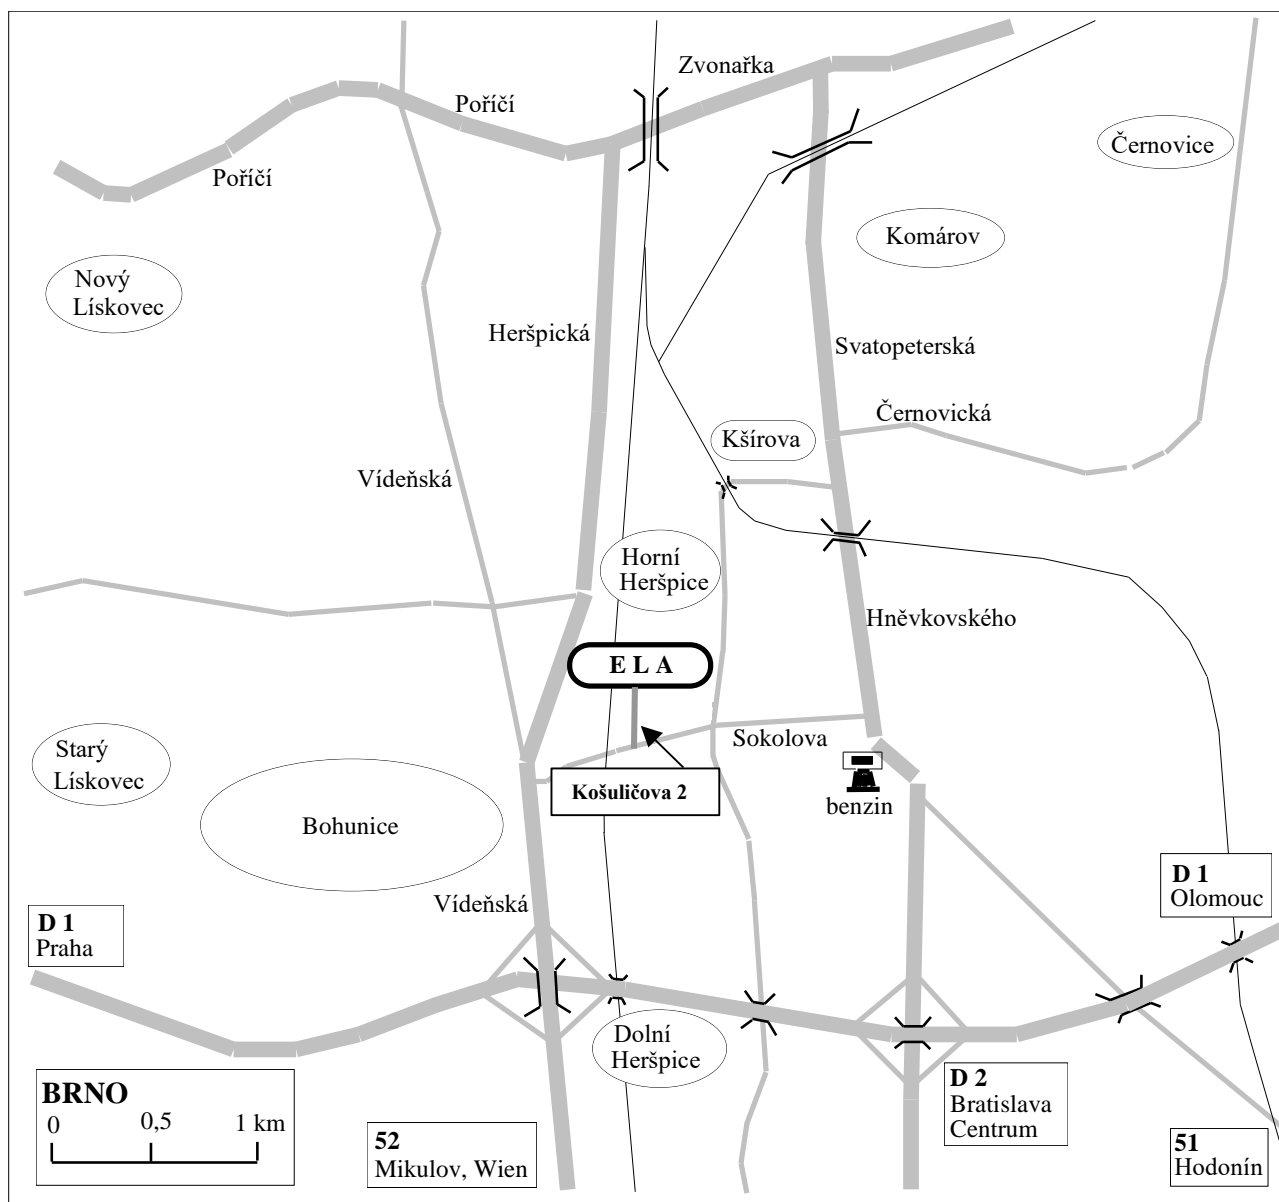 Zvonařka
Poříčí
Poříčí
Černovice
Komárov
Nový
Lískovec
Heršpická
Svatopeterská
Černovická
Kšírova
Vídeňská
Horní
Heršpice
Hněvkovského
E L A
Sokolova
Starý
Lískovec
Košuličova 2
benzin
Bohunice
Vídeňská
D 1
Olomouc
D 1
Praha
Dolní
Heršpice
D 2
Bratislava
Centrum
BRNO
0 0,5 1 km
52
Mikulov, Wien
51
Hodonín